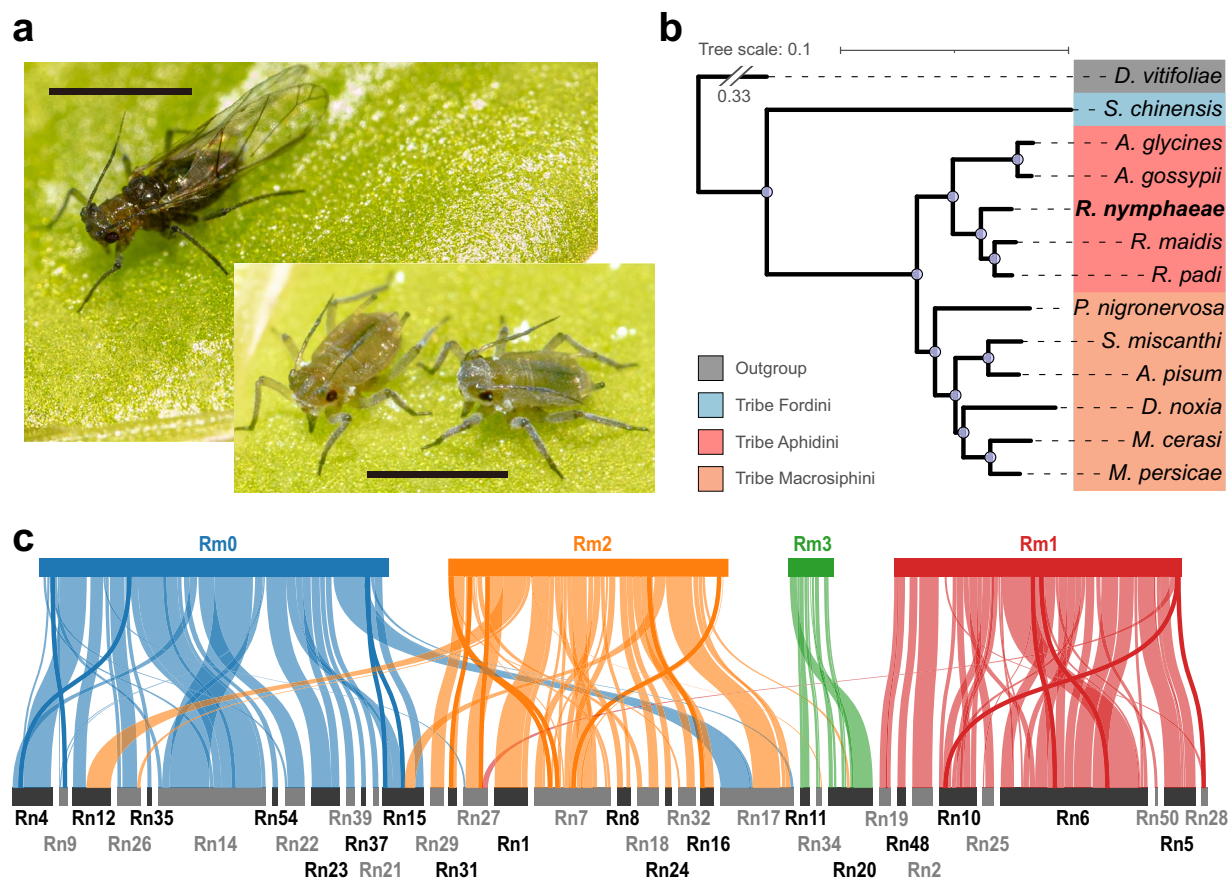 a
b
Tree scale: 0.1
0.33
D. vitifoliae
S. chinensis
A. glycines
A. gossypii
R. nymphaeae
R. maidis
R. padi
P. nigronervosa
S. miscanthi
A. pisum
D. noxia
M. cerasi
M. persicae
Outgroup
Tribe Fordini
Tribe Aphidini
Tribe Macrosiphini
c
Rm0 Rm2 Rm3 Rm1
Rn4 Rn12 Rn35 Rn54 Rn39 Rn15 Rn27 Rn7 Rn8 Rn32 Rn17 Rn11 Rn19 Rn10 Rn6 Rn50 Rn28
Rn9 Rn26 Rn14 Rn22 Rn37 Rn29 Rn1 Rn18 Rn16 Rn34 Rn48 Rn25 Rn5
Rn23 Rn21 Rn31 Rn24 Rn20 Rn2